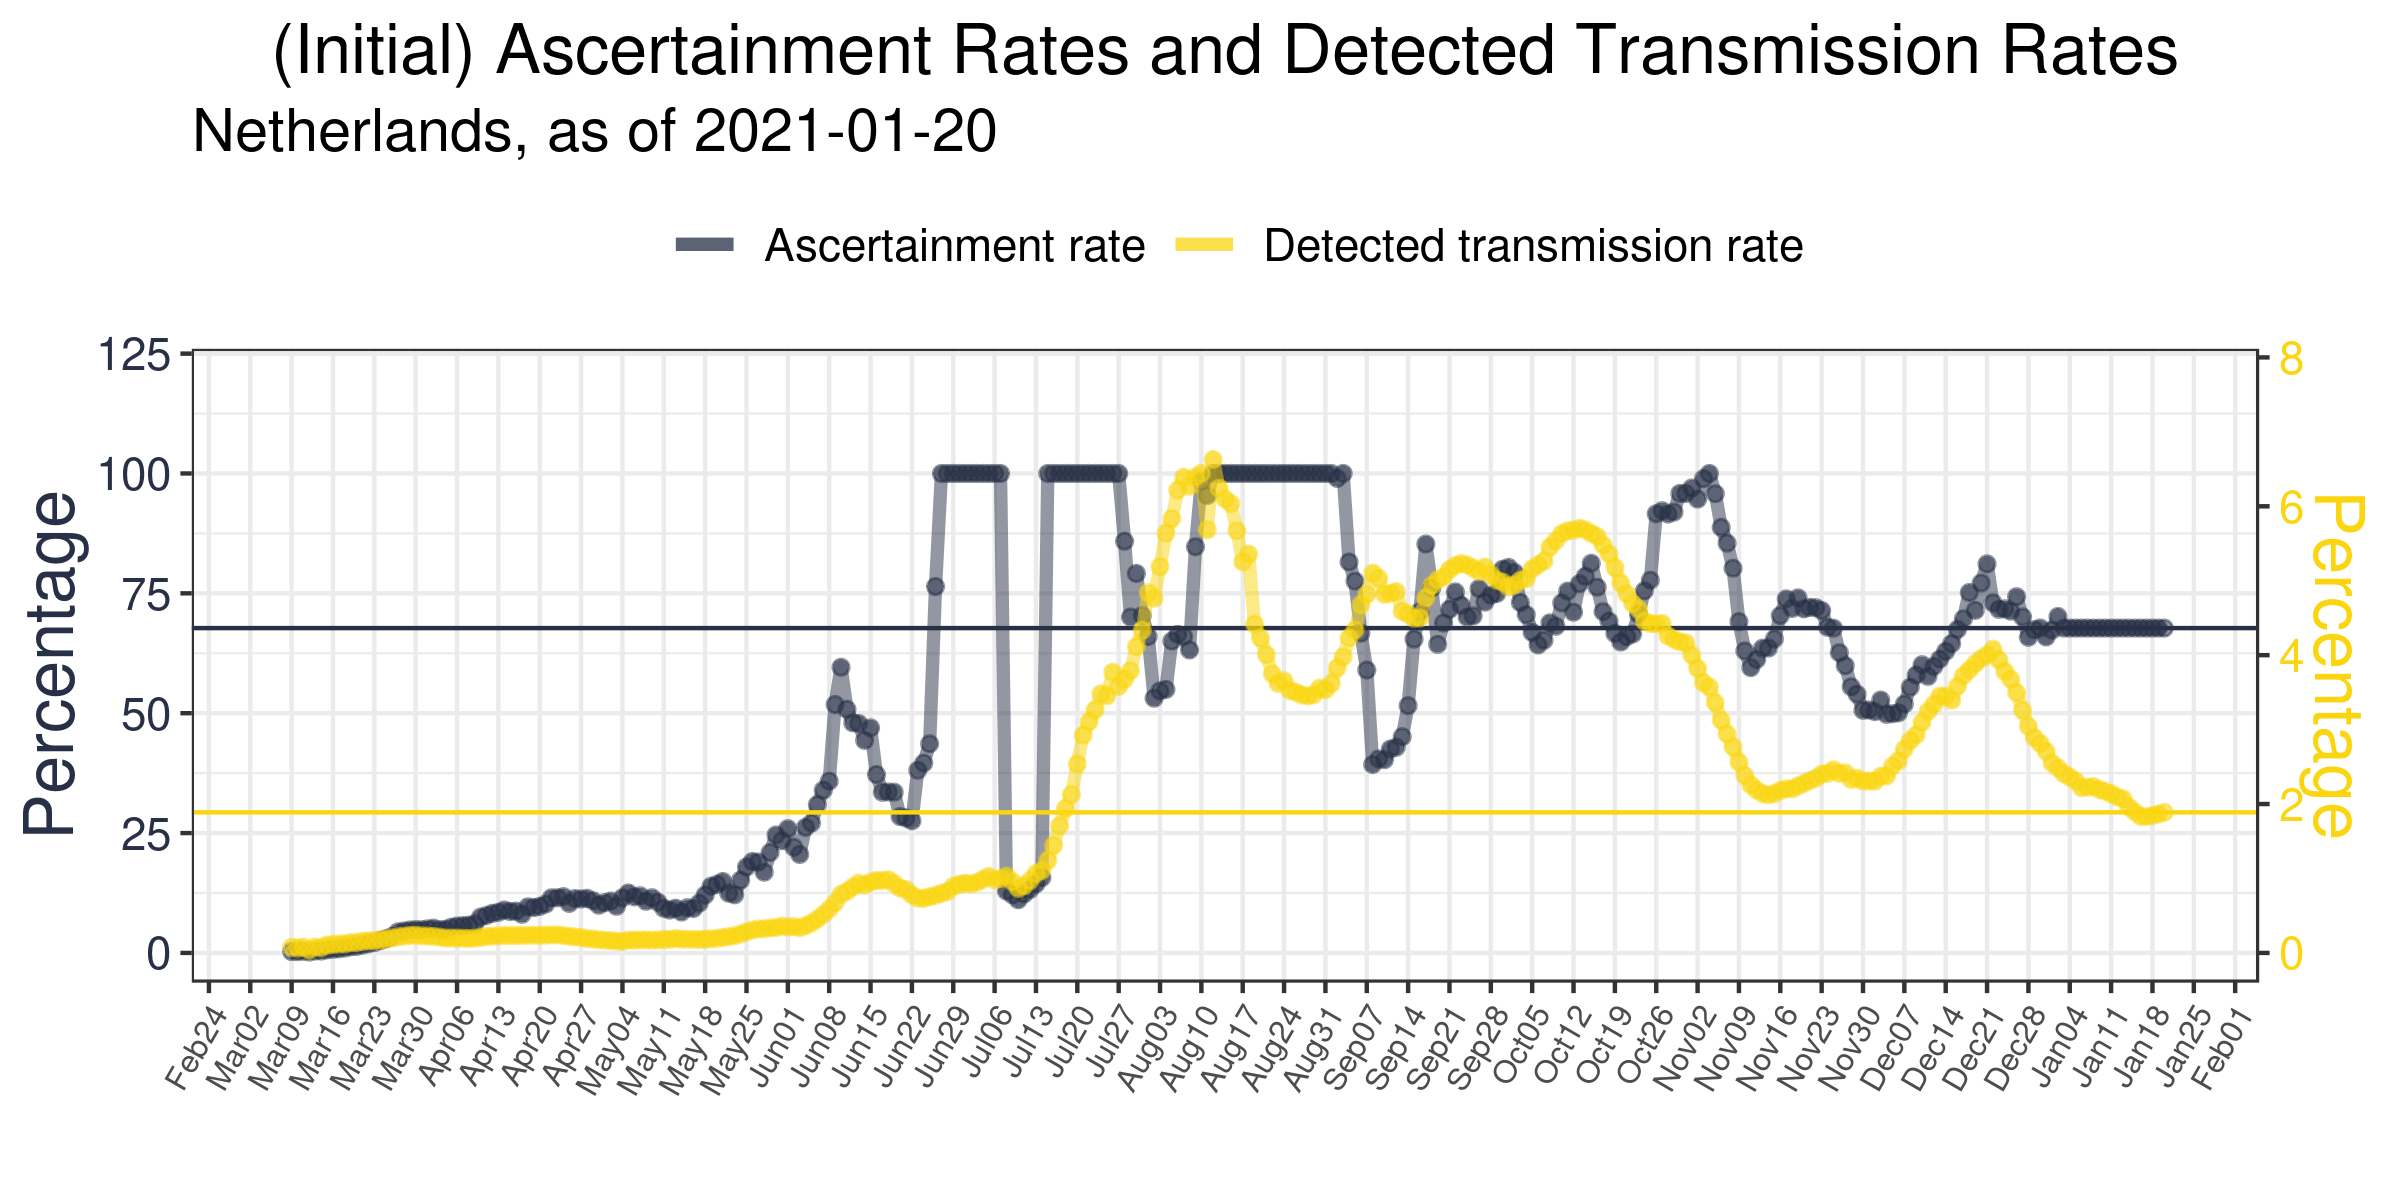 (Initial) Ascertainment Rates and Detected Transmission Rates
Netherlands, as of 2021-01-20
Ascertainment rate
Detected transmission rate
Percentage
125
100
75
50
25
0
8
6
4
2
0
Percentage
Feb24
Mar02
Mar09
Mar16
Mar23
Mar30
Apr06
Apr13
Apr20
Apr27
May04
May11
May18
May25
Jun01
Jun08
Jun15
Jun22
Jun29
Jul06
Jul13
Jul20
Jul27
Aug03
Aug10
Aug17
Aug24
Aug31
Sep07
Sep14
Sep21
Sep28
Oct05
Oct12
Oct19
Oct26
Nov02
Nov09
Nov16
Nov23
Nov30
Dec07
Dec14
Dec21
Dec28
Jan04
Jan11
Jan18
Jan25
Feb01